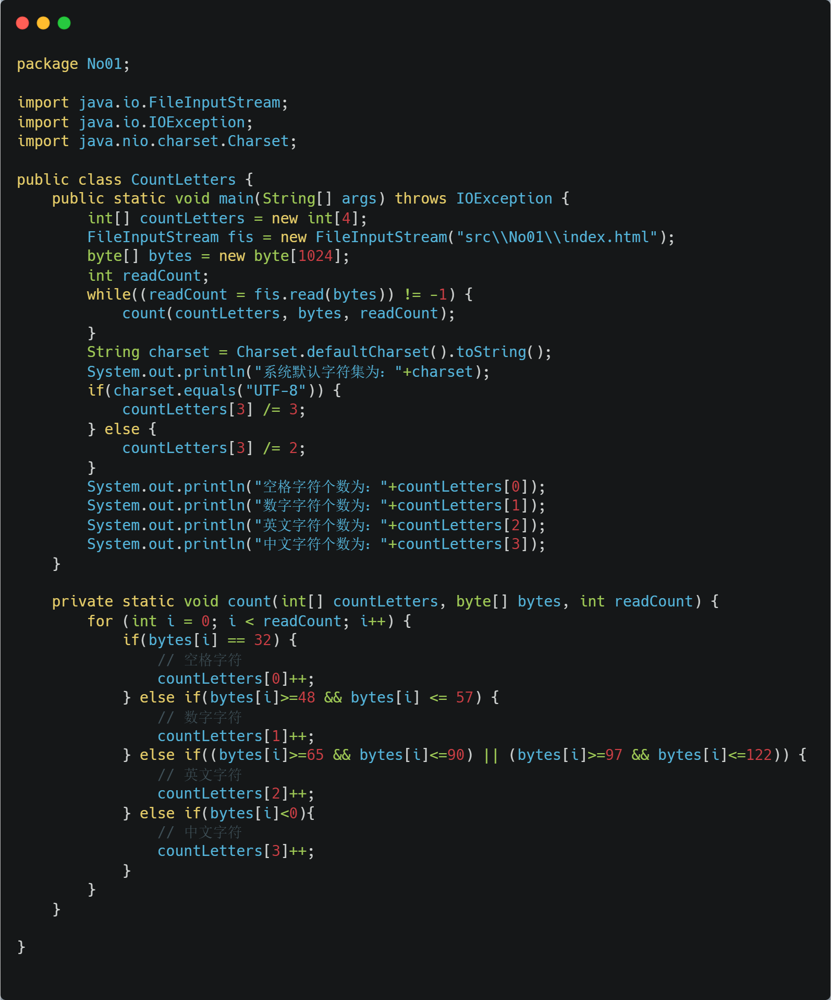 package No01;
import java.io.FileInputStream;
import java.io.IOException;
import java.nio.charset.Charset;
public class CountLetters {
    public static void main(String[] args) throws IOException {
        int[] countLetters = new int[4];
        FileInputStream fis = new FileInputStream("src\\No01\\index.html");
        byte[] bytes = new byte[1024];
        int readCount;
        while((readCount = fis.read(bytes)) != -1) {
            count(countLetters, bytes, readCount);
        }
        String charset = Charset.defaultCharset().toString();
        System.out.println("系统默认字符集为："+charset);
        if(charset.equals("UTF-8")) {
            countLetters[3] /= 3;
        } else {
            countLetters[3] /= 2;
        }
        System.out.println("空格字符个数为："+countLetters[0]);
        System.out.println("数字字符个数为："+countLetters[1]);
        System.out.println("英文字符个数为："+countLetters[2]);
        System.out.println("中文字符个数为："+countLetters[3]);
    }
    private static void count(int[] countLetters, byte[] bytes, int readCount) {
        for (int i = 0; i < readCount; i++) {
            if(bytes[i] == 32) {
                // 空格字符
                countLetters[0]++;
            } else if(bytes[i]>=48 && bytes[i] <= 57) {
                // 数字字符
                countLetters[1]++;
            } else if((bytes[i]>=65 && bytes[i]<=90) || (bytes[i]>=97 && bytes[i]<=122)) {
                // 英文字符
                countLetters[2]++;
            } else if(bytes[i]<0){
                // 中文字符
                countLetters[3]++;
            }
        }
    }
}